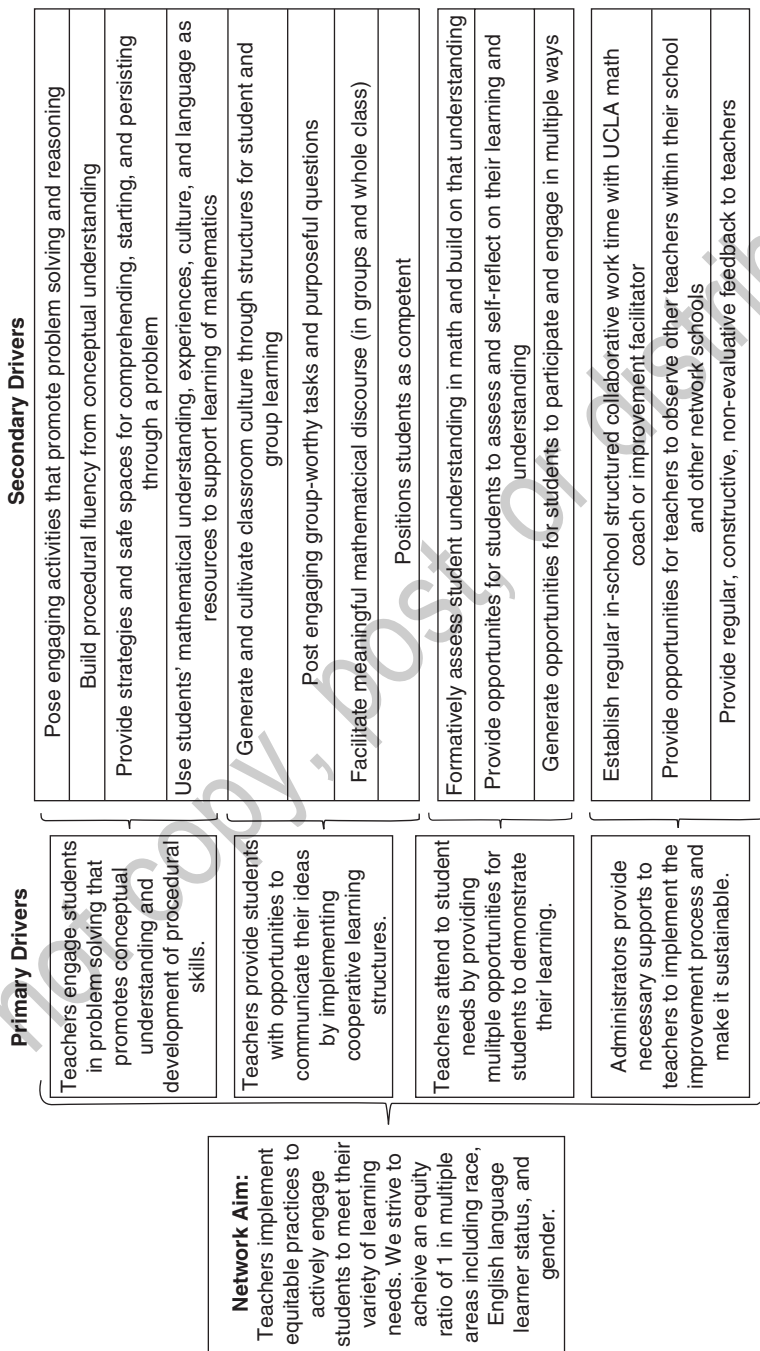 Network Aim:
Teachers implement
equitable practices to
actively engage
students to meet their
variety of learning
needs. We strive to
acheive an equity
ratio of 1 in multiple
areas including race,
English language
learner status, and
gender.
Primary Drivers
Teachers engage students
in problem solving that
promotes conceptual
understanding and
development of procedural
skills.
Teachers provide students
with opportunities to
communicate their ideas
by implementing
cooperative learning
structures.
Teachers attend to student
needs by providing
mulitple opportunities for
students to demonstrate
their learning.
Administrators provide
necessary supports to
teachers to implement the
improvement process and
make it sustainable.
Secondary Drivers
Pose engaging activities that promote problem solving and reasoning
Build procedural fluency from conceptual understanding
Provide strategies and safe spaces for comprehending, starting, and persisting
through a problem
Use students' mathematical understanding, experiences, culture, and language as
resources to support learning of mathematics
Generate and cultivate classroom culture through structures for student and
group learning
Post engaging group-worthy tasks and purposeful questions
Facilitate meaningful mathematcical discourse (in groups and whole class)
Positions students as competent
Formatively assess student understanding in math and build on that understanding
Provide opportunites for students to assess and self-reflect on their learning and
understanding
Generate opportunities for students to participate and engage in multiple ways
Establish regular in-school structured collaborative work time with UCLA math
coach or improvement facilitator
Provide opportunities for teachers to observe other teachers within their school
and other network schools
Provide regular, constructive, non-evaluative feedback to teachers
not copy, post, or distrib